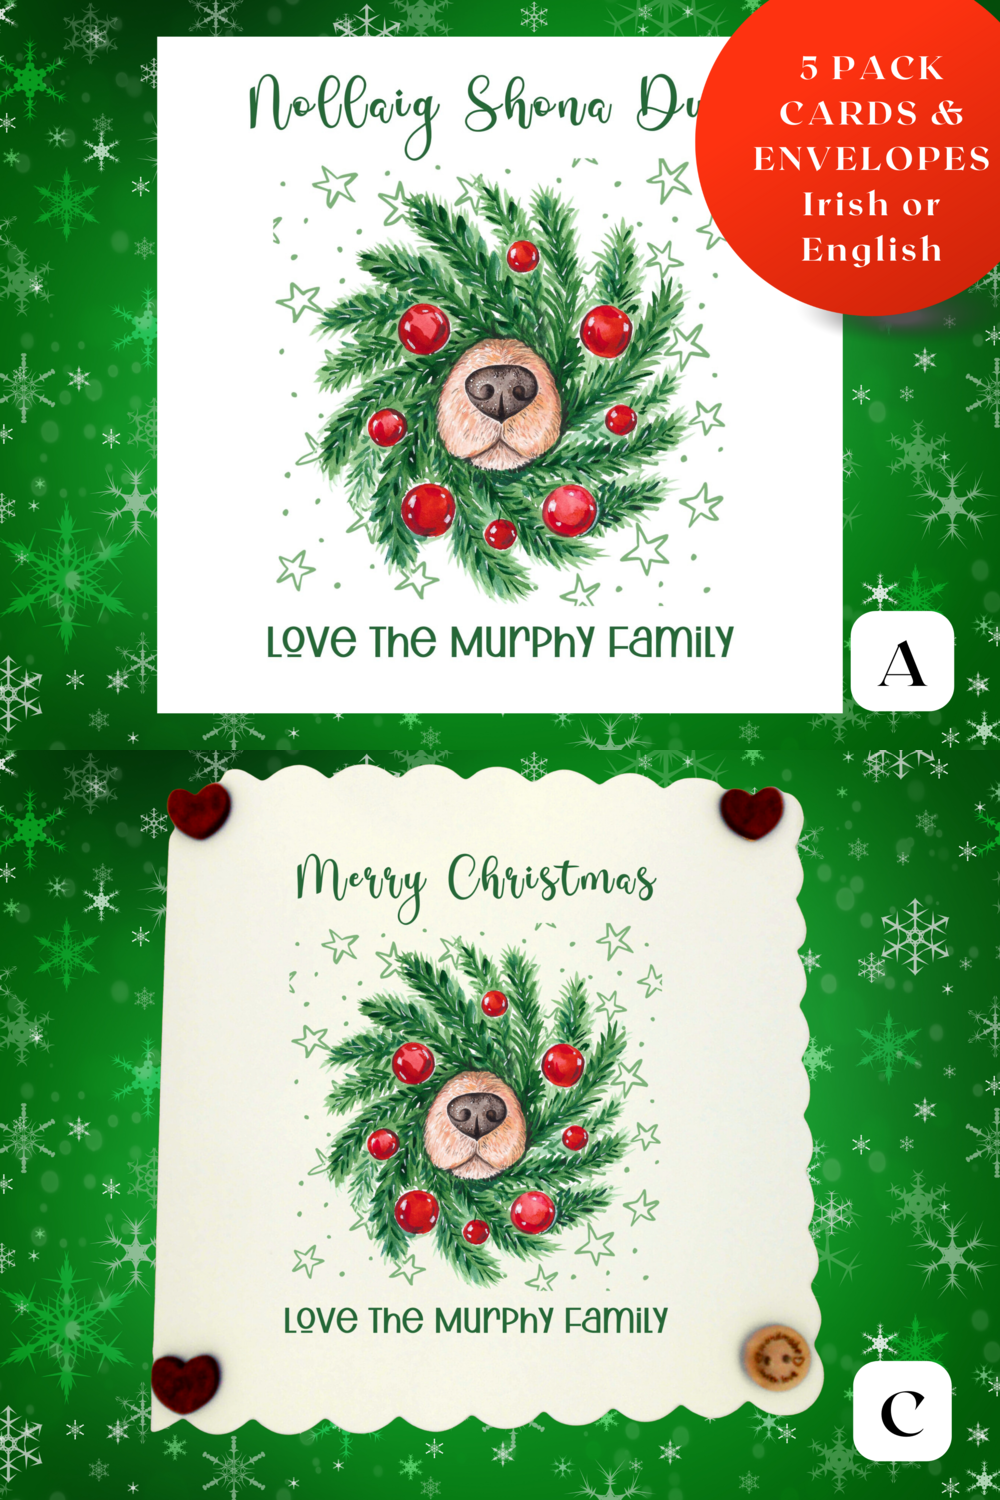 Nollaig Shona
5 PACK
CARDS &
ENVELOPES
Irish or
English
Love The Murphy Family
A
Merry Christmas
Love The Murphy Family
C